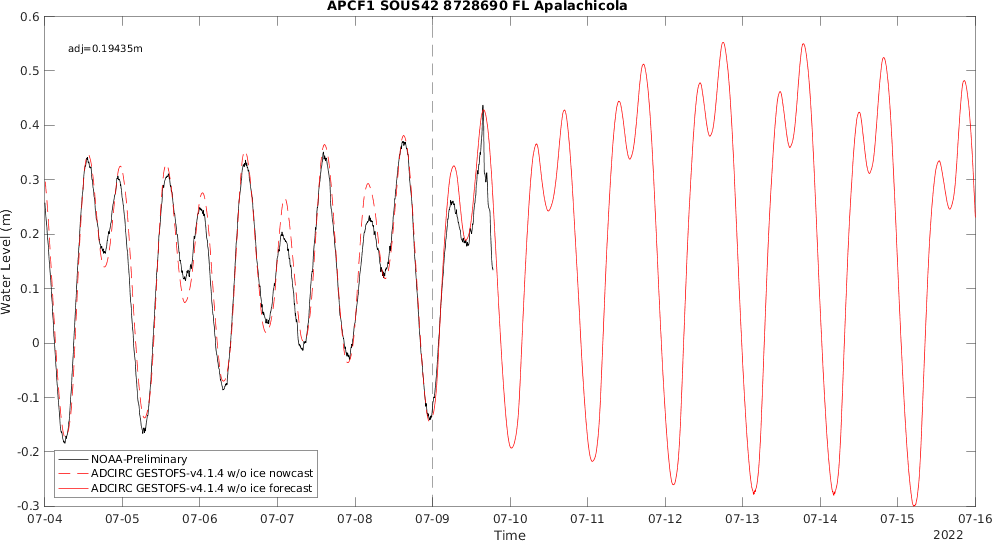 APCF1 SOUS42 8728690 FL Apalachicola
adj=0.19435m
0.6
0.5
0.4
0.3
0.2
0.1
0
-0.1
-0.2
-0.3
Water Level (m)
NOAA-Preliminary
ADCIRC GESTOFS-v4.1.4 w/o ice nowcast
ADCIRC GESTOFS-v4.1.4 w/o ice forecast
07-04 07-05 07-06 07-07 07-08 07-09 07-10 07-11 07-12 07-13 07-14 07-15 07-16
Time
2022